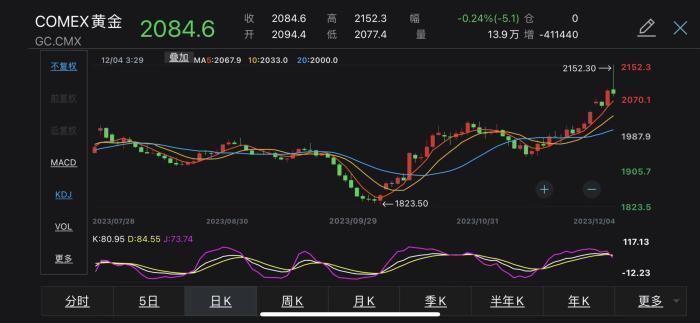 COMEX黄金 2084.6 收 2084.6 高 2152.3 幅 -0.24%(-5.1) 仓 0
GC.CMX 开 2094.4 低 2077.4 量 13.9万 增 -411440
不复权 12/04 3:29 叠加 MA5:2067.9 10:2033.0 20:2000.0
2152.30 2152.3
前复权 2070.1
后复权 1987.9
MACD 1905.7
KDJ 1823.50 1823.5
2023/07/28 2023/08/30 2023/09/29 2023/10/31 2023/12/04
VOL K:80.95 D:84.55 J:73.74 117.13
更多 -12.23
分时 5日 日K 周K 月K 季K 半年K 年K 更多